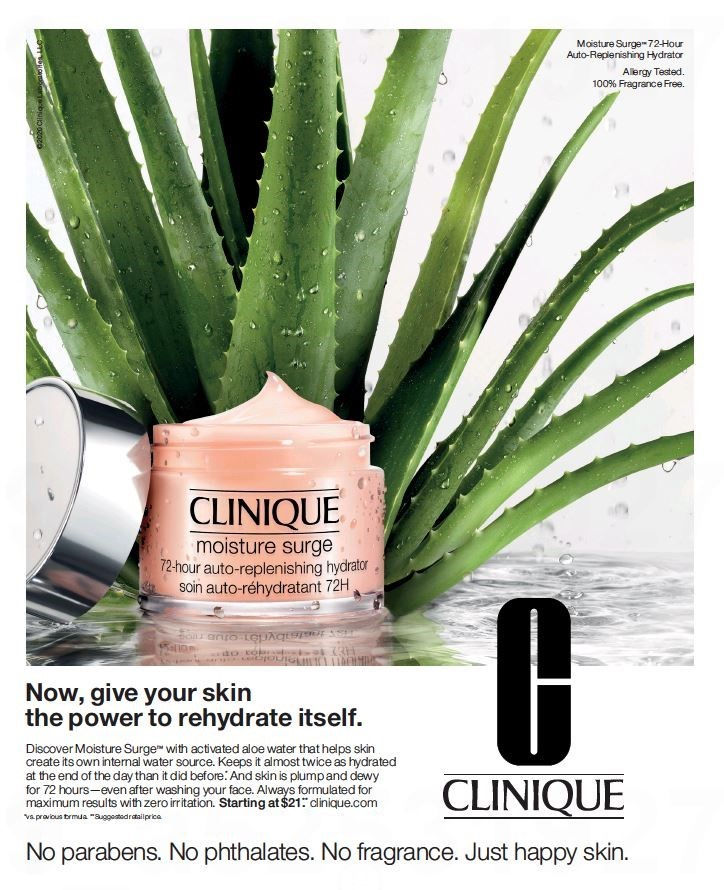 ©2020 Clinique Laboratories, LLC
Moisture Surge™ 72-Hour
Auto-Replenishing Hydrator
Allergy Tested.
100% Fragrance Free.
CLINIQUE
moisture surge
72-hour auto-replenishing hydrator
soin auto-réhydratant 72H
Now, give your skin
the power to rehydrate itself.
Discover Moisture Surge™ with activated aloe water that helps skin
create its own internal water source. Keeps it almost twice as hydrated
at the end of the day than it did before.* And skin is plump and dewy
for 72 hours—even after washing your face. Always formulated for
maximum results with zero irritation. Starting at $21.** clinique.com
*vs. previous formula. **Suggested retail price.
C
CLINIQUE
No parabens. No phthalates. No fragrance. Just happy skin.